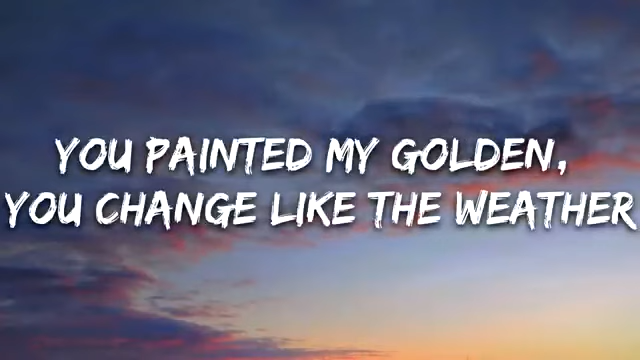 YOU PAINTED MY GOLDEN,
YOU CHANGE LIKE THE WEATHER